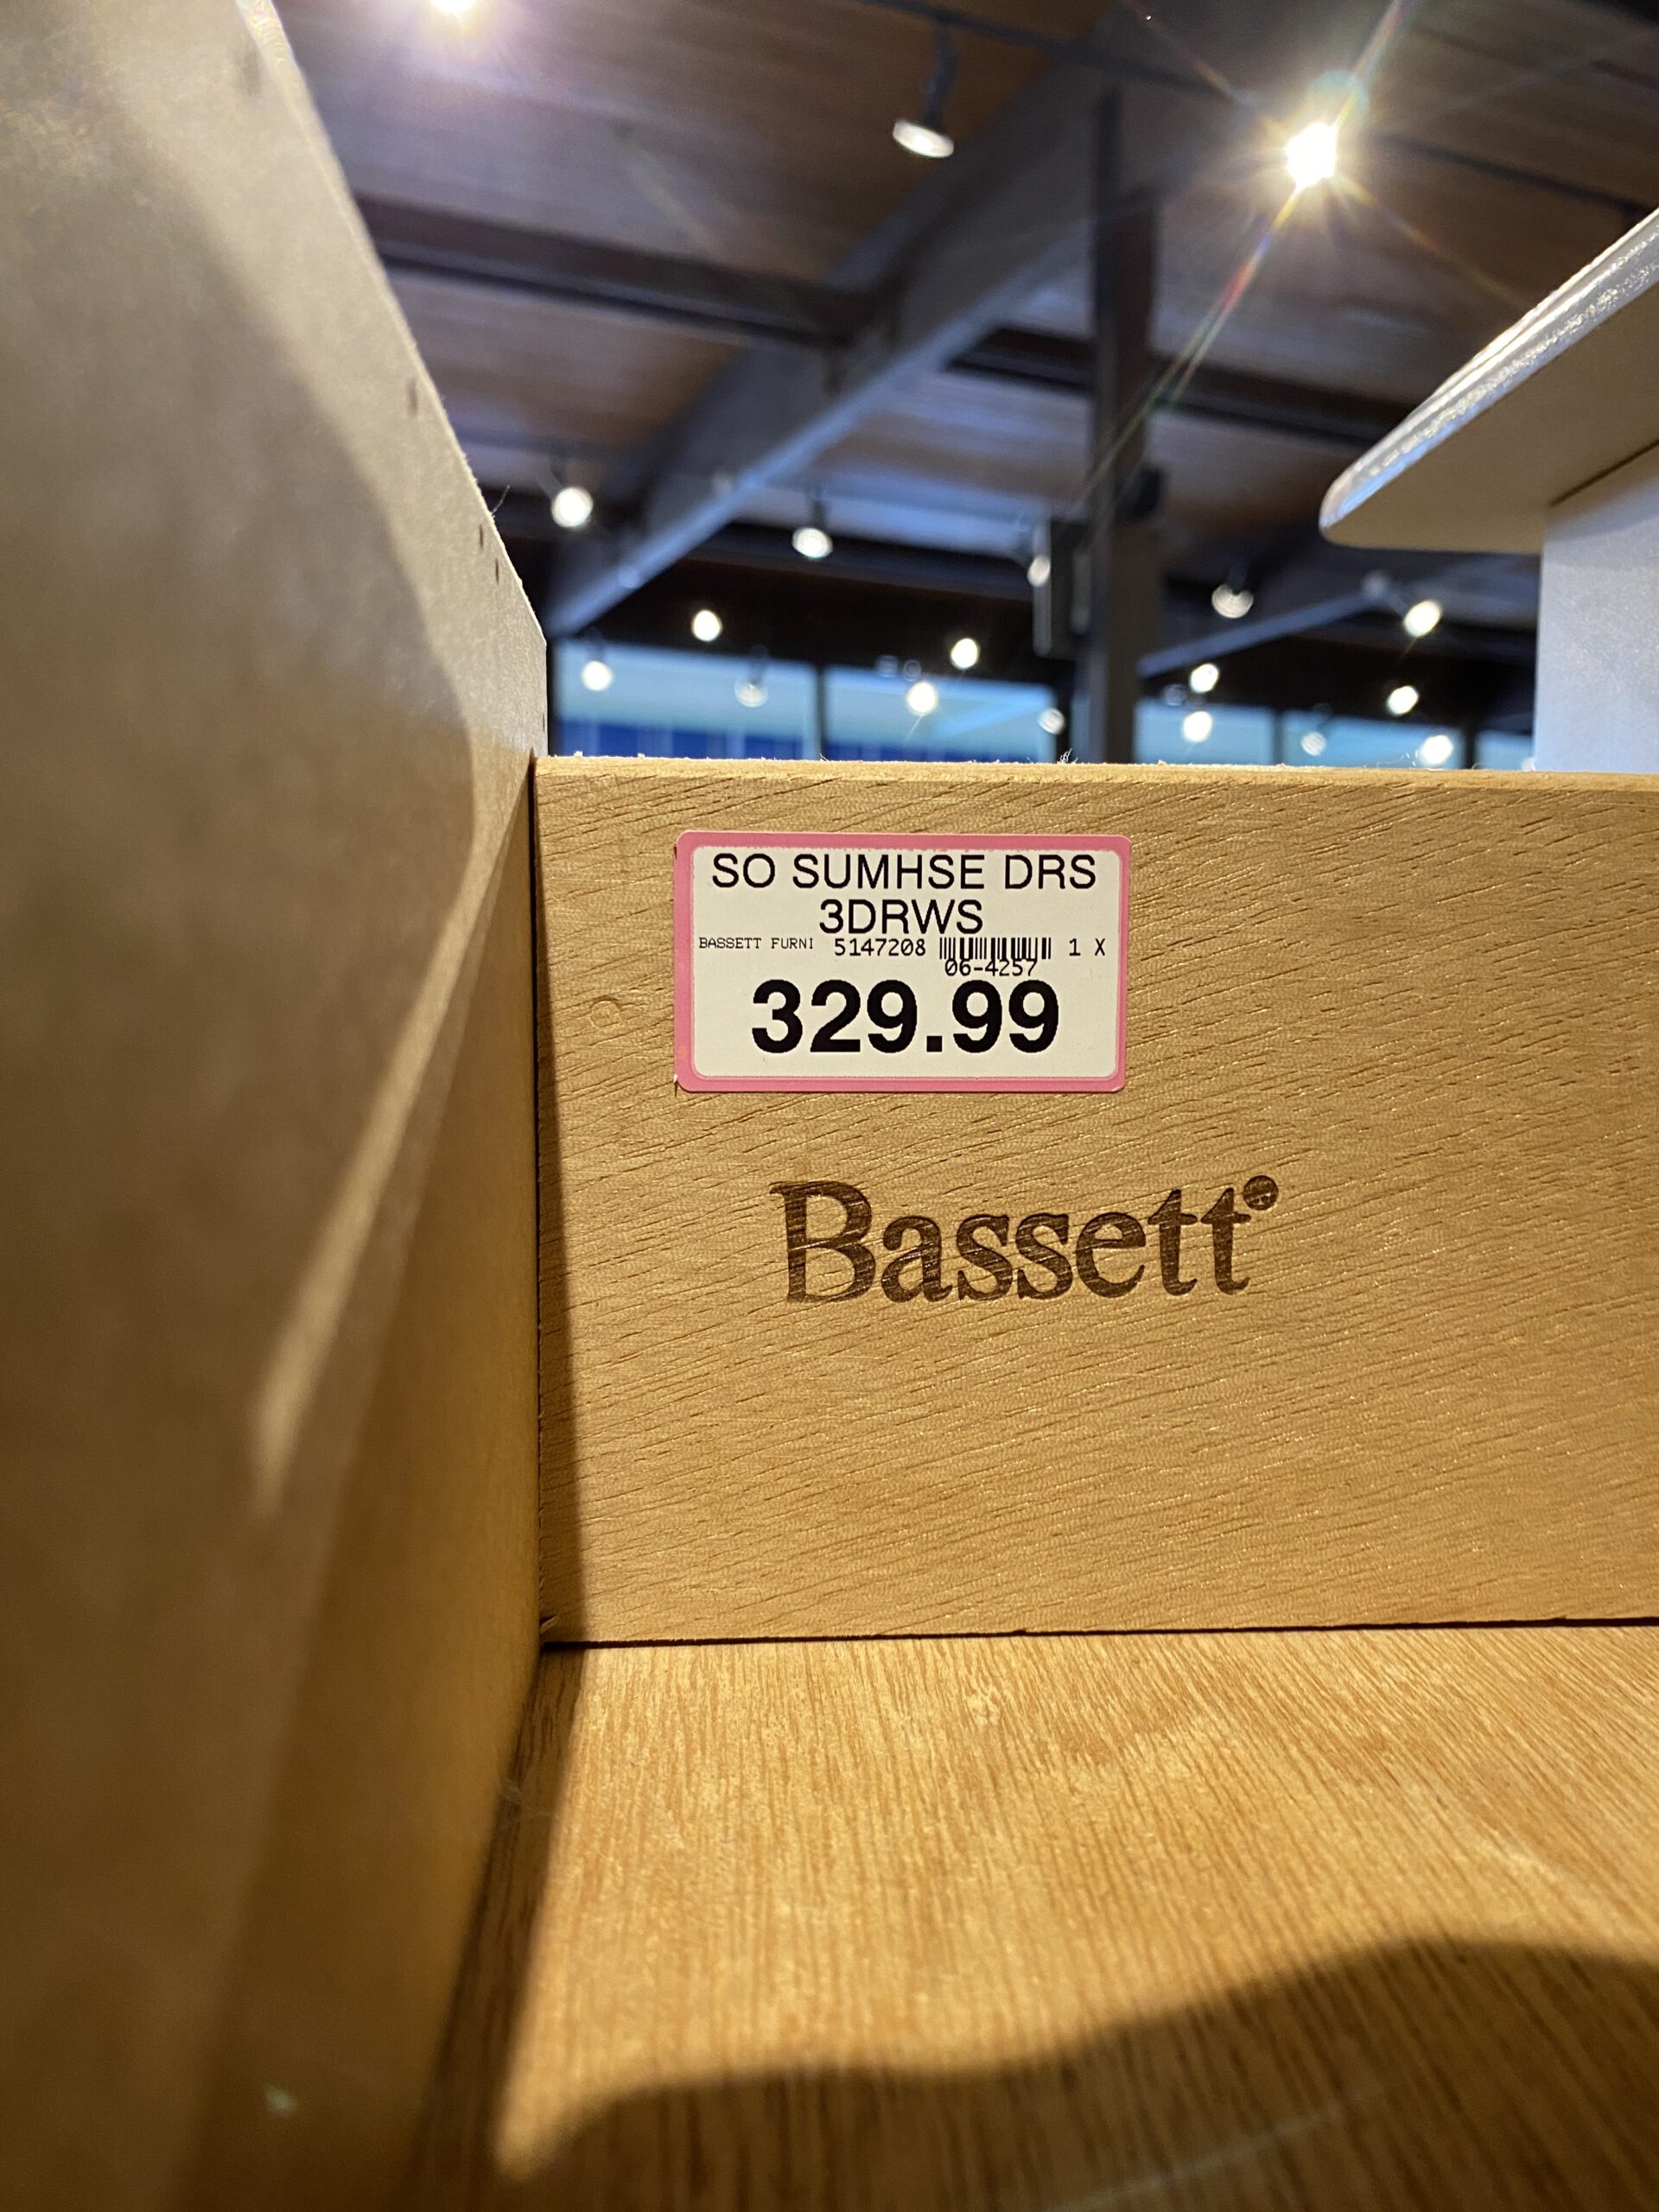 SO SUMHSE DRS
3DRWS
BASSETT FURNI 5147208 1 X
06-4257
329.99
Bassett